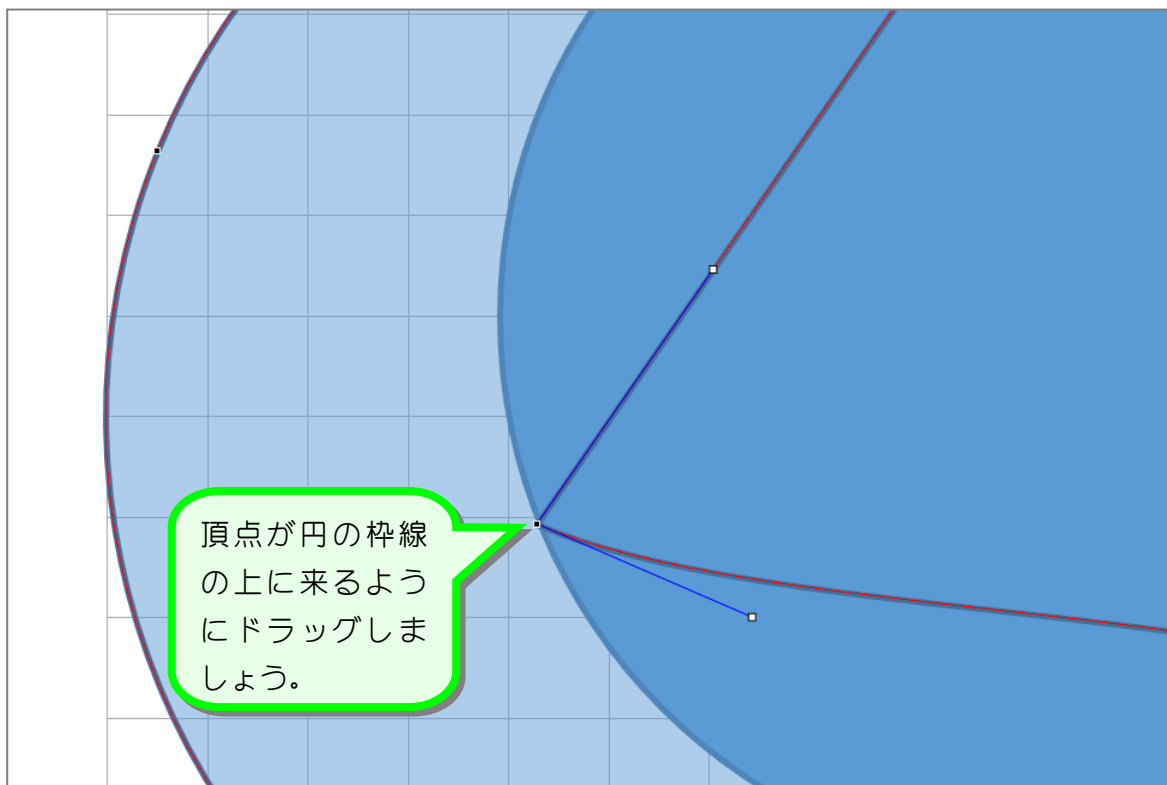 頂点が円の枠線
の上に来るよう
にドラッグしま
しょう。